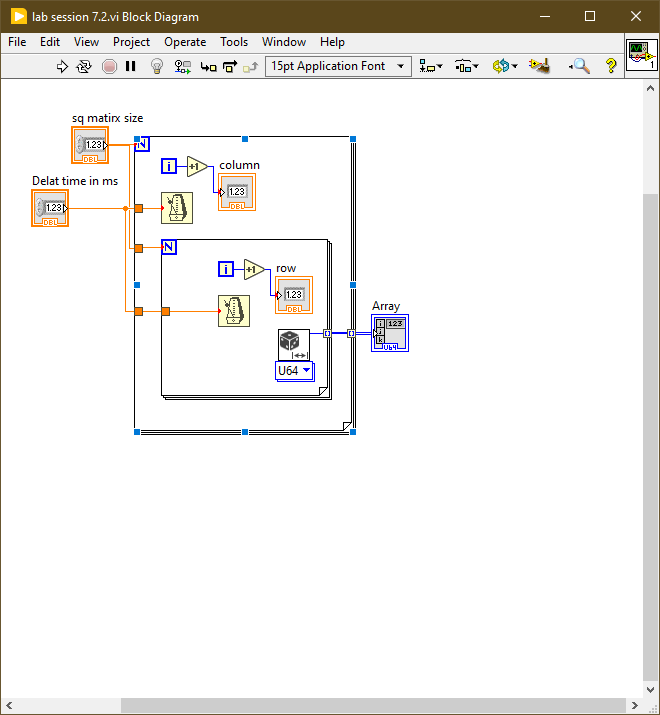 lab session 7.2.vi Block Diagram
File Edit View Project Operate Tools Window Help
15pt Application Font
?
1
sq matirx size
1.23
DBL
N
i
+1
column
1.23
DBL
Delat time in ms
1.23
DBL
N
i
+1
row
1.23
DBL
U64
Array
i
123
j
k
U64